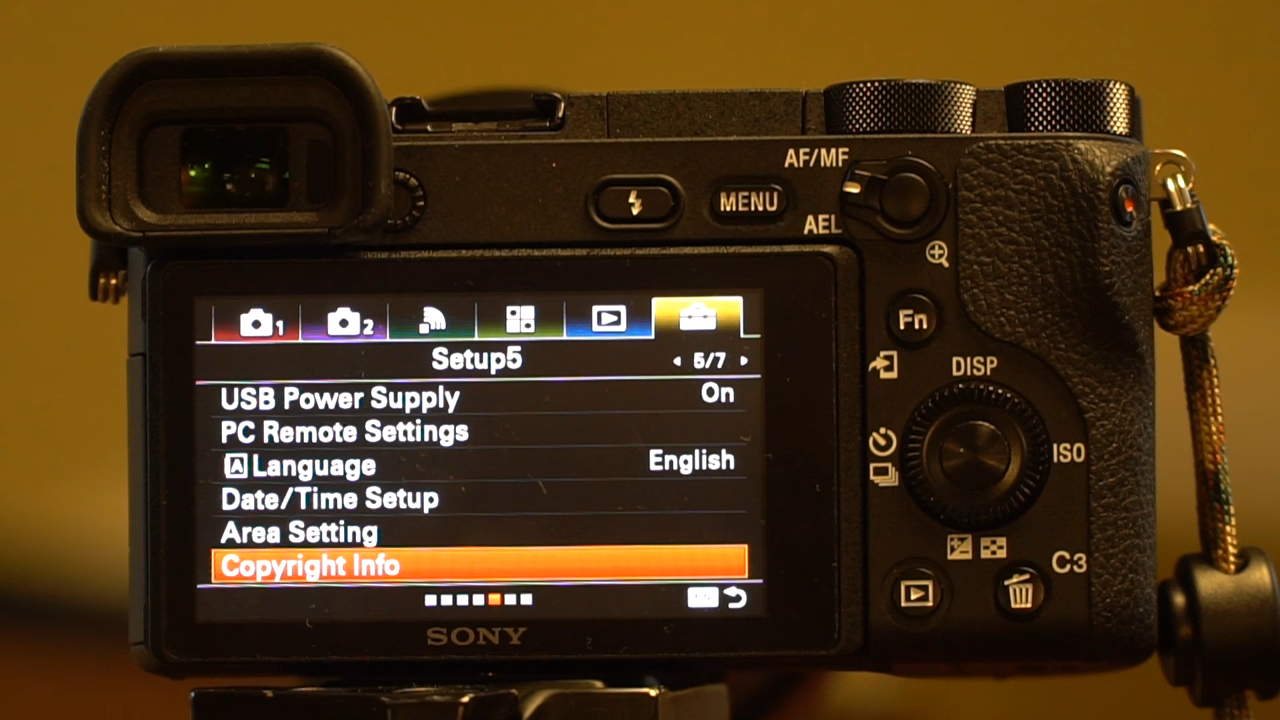 AF/MF
MENU
AEL
Fn
1
2
Setup5
5/7
DISP
USB Power Supply On
PC Remote Settings
A Language English
ISO
Date/Time Setup
Area Setting
Copyright Info
C3
SONY